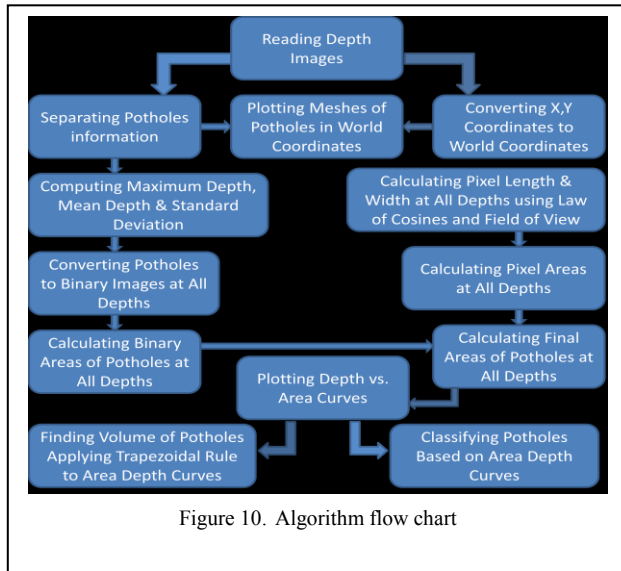 Reading Depth
Images
Separating Potholes
information
Plotting Meshes of
Potholes in World
Coordinates
Converting X,Y
Coordinates to
World Coordinates
Computing Maximum Depth,
Mean Depth & Standard
Deviation
Calculating Pixel Length &
Width at All Depths using Law
of Cosines and Field of View
Converting Potholes
to Binary Images at All
Depths
Calculating Pixel Areas
at All Depths
Calculating Binary
Areas of Potholes at
All Depths
Calculating Final
Areas of Potholes at
All Depths
Plotting Depth vs.
Area Curves
Finding Volume of Potholes
Applying Trapezoidal Rule
to Area Depth Curves
Classifying Potholes
Based on Area Depth
Curves
Figure 10. Algorithm flow chart